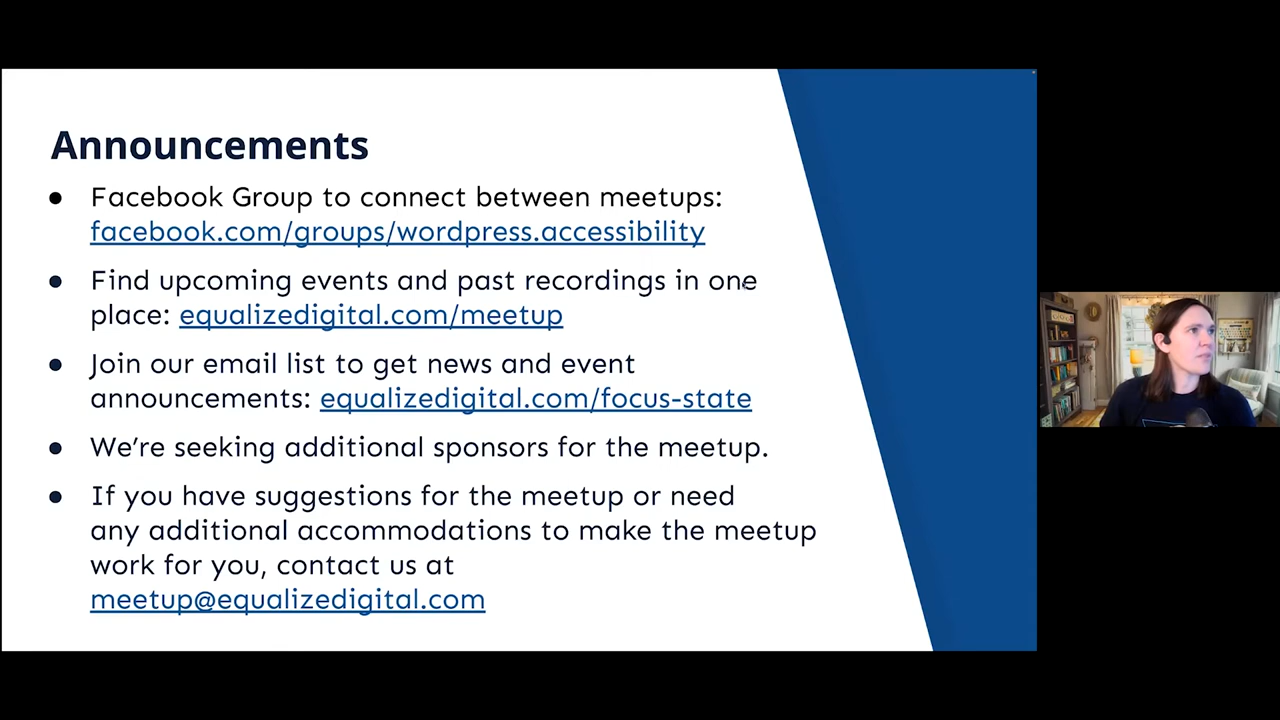 Announcements
● Facebook Group to connect between meetups:
facebook.com/groups/wordpress.accessibility
● Find upcoming events and past recordings in one
place: equalizedigital.com/meetup
● Join our email list to get news and event
announcements: equalizedigital.com/focus-state
● We’re seeking additional sponsors for the meetup.
● If you have suggestions for the meetup or need
any additional accommodations to make the meetup
work for you, contact us at
meetup@equalizedigital.com